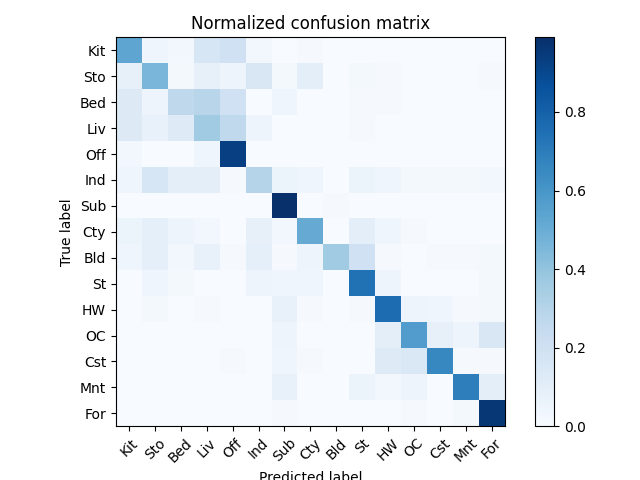 Normalized confusion matrix
Kit
Sto
Bed
Liv
Off
Ind
Sub
Cty
Bld
St
HW
OC
Cst
Mnt
For
True label
Kit Sto Bed Liv Off Ind Sub Cty Bld St HW OC Cst Mnt For
Predicted label
0.8
0.6
0.4
0.2
0.0